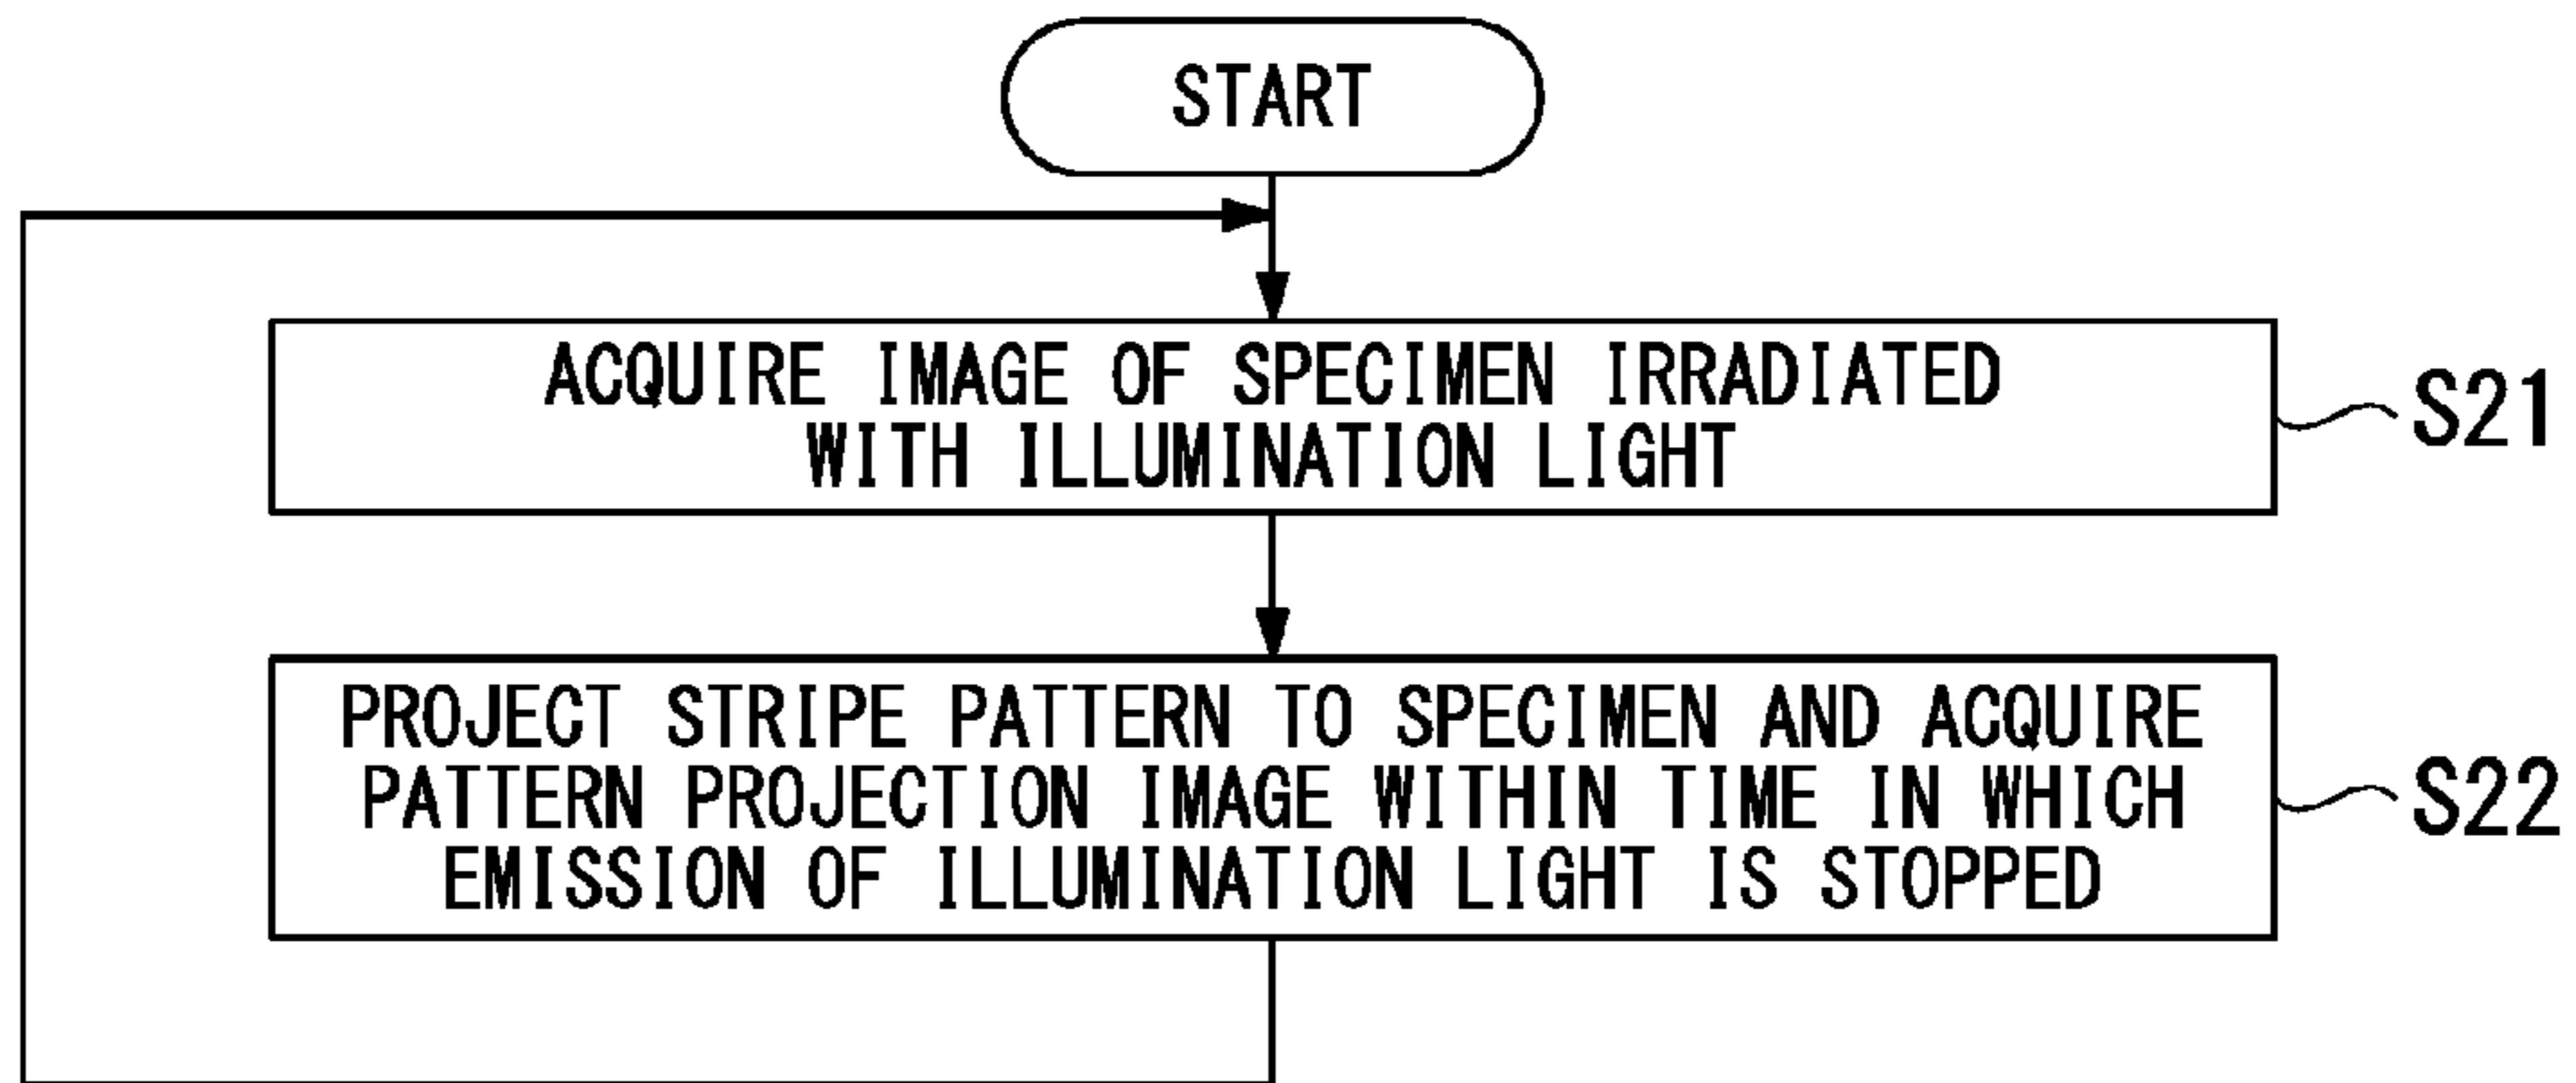 START
ACQUIRE IMAGE OF SPECIMEN IRRADIATED
WITH ILLUMINATION LIGHT
S21
PROJECT STRIPE PATTERN TO SPECIMEN AND ACQUIRE
PATTERN PROJECTION IMAGE WITHIN TIME IN WHICH
EMISSION OF ILLUMINATION LIGHT IS STOPPED
S22